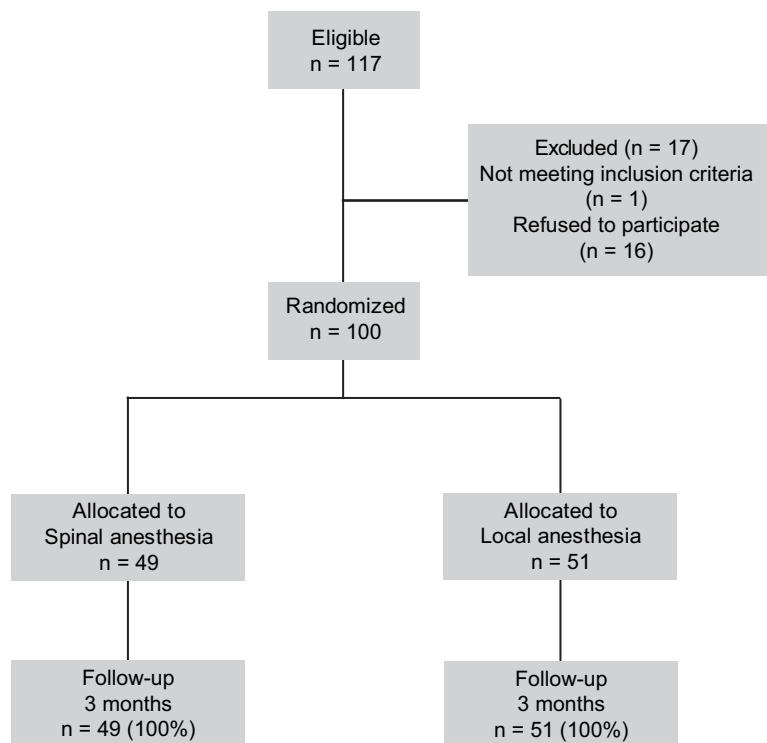 Eligible
n = 117
Excluded (n = 17)
Not meeting inclusion criteria
(n = 1)
Refused to participate
(n = 16)
Randomized
n = 100
Allocated to
Spinal anesthesia
n = 49
Allocated to
Local anesthesia
n = 51
Follow-up
3 months
n = 49 (100%)
Follow-up
3 months
n = 51 (100%)